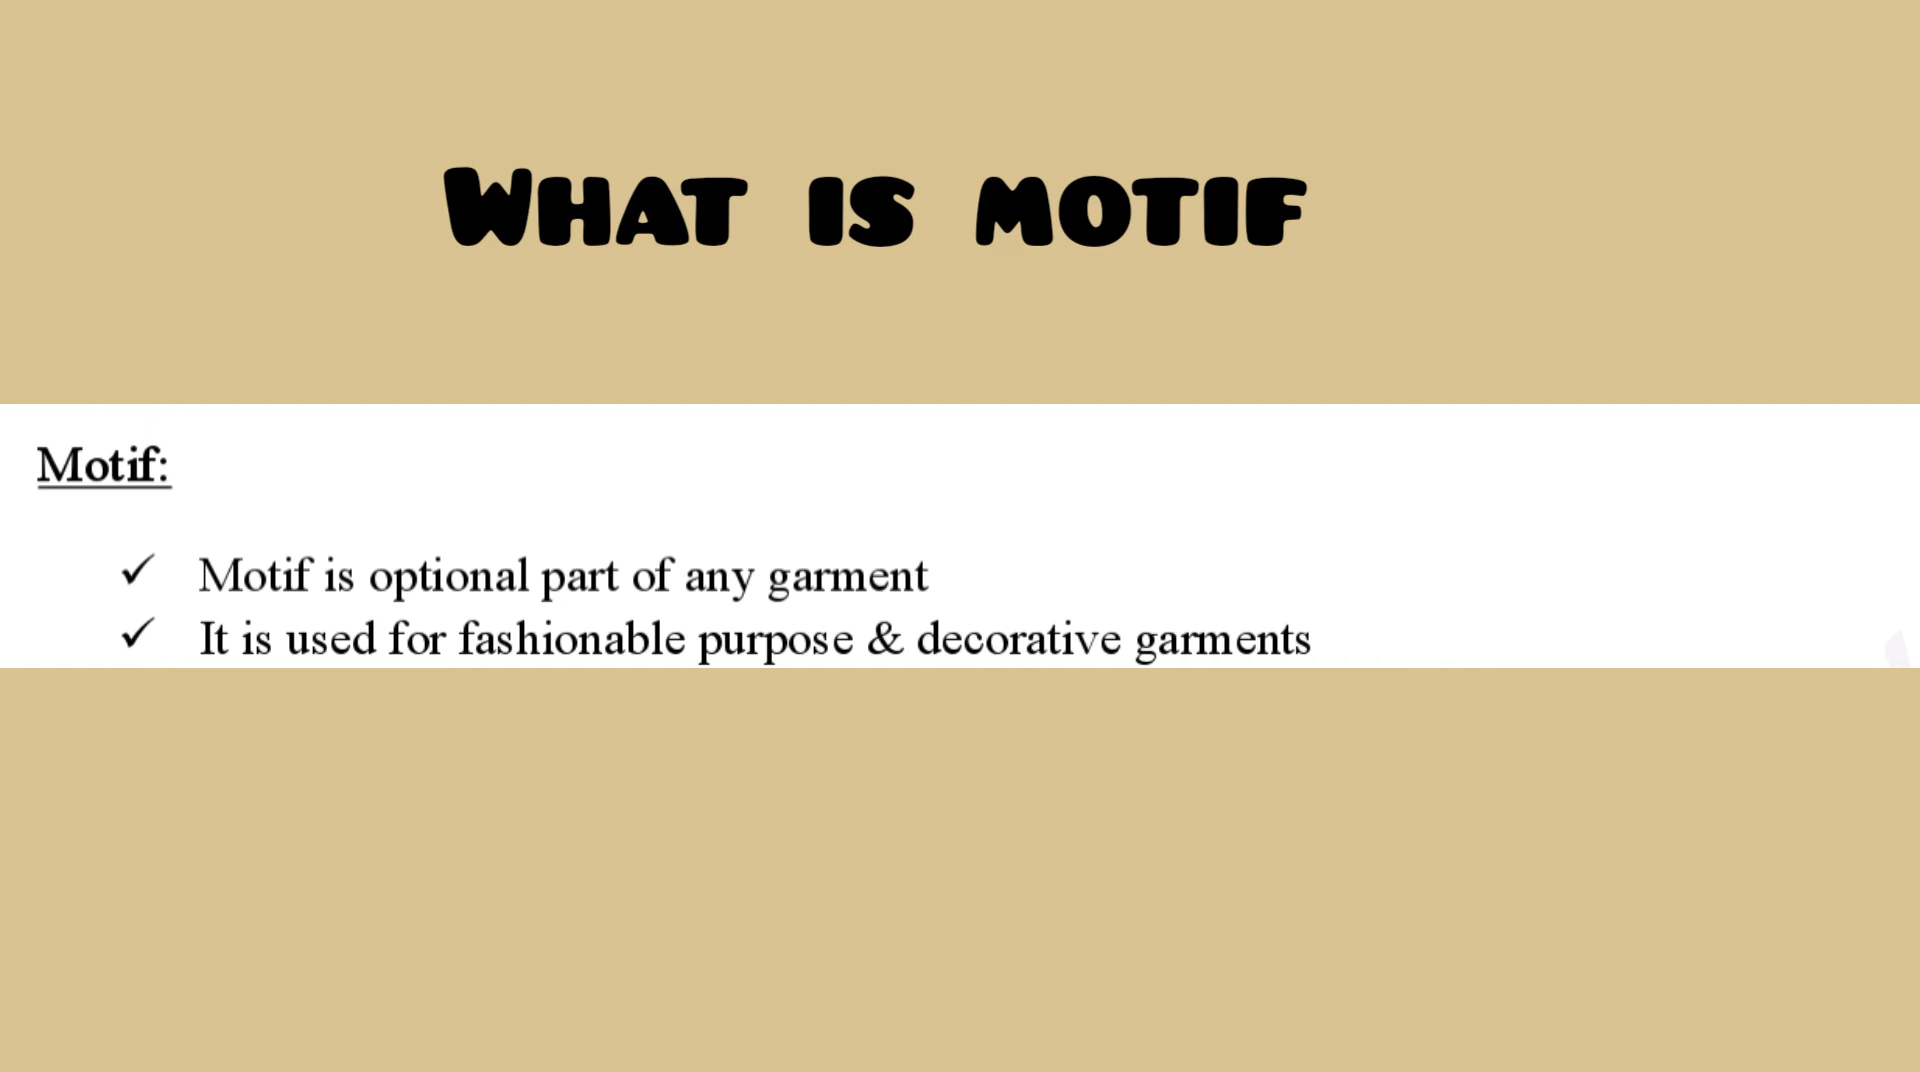 What is motif
Motif:
✓ Motif is optional part of any garment
✓ It is used for fashionable purpose & decorative garments